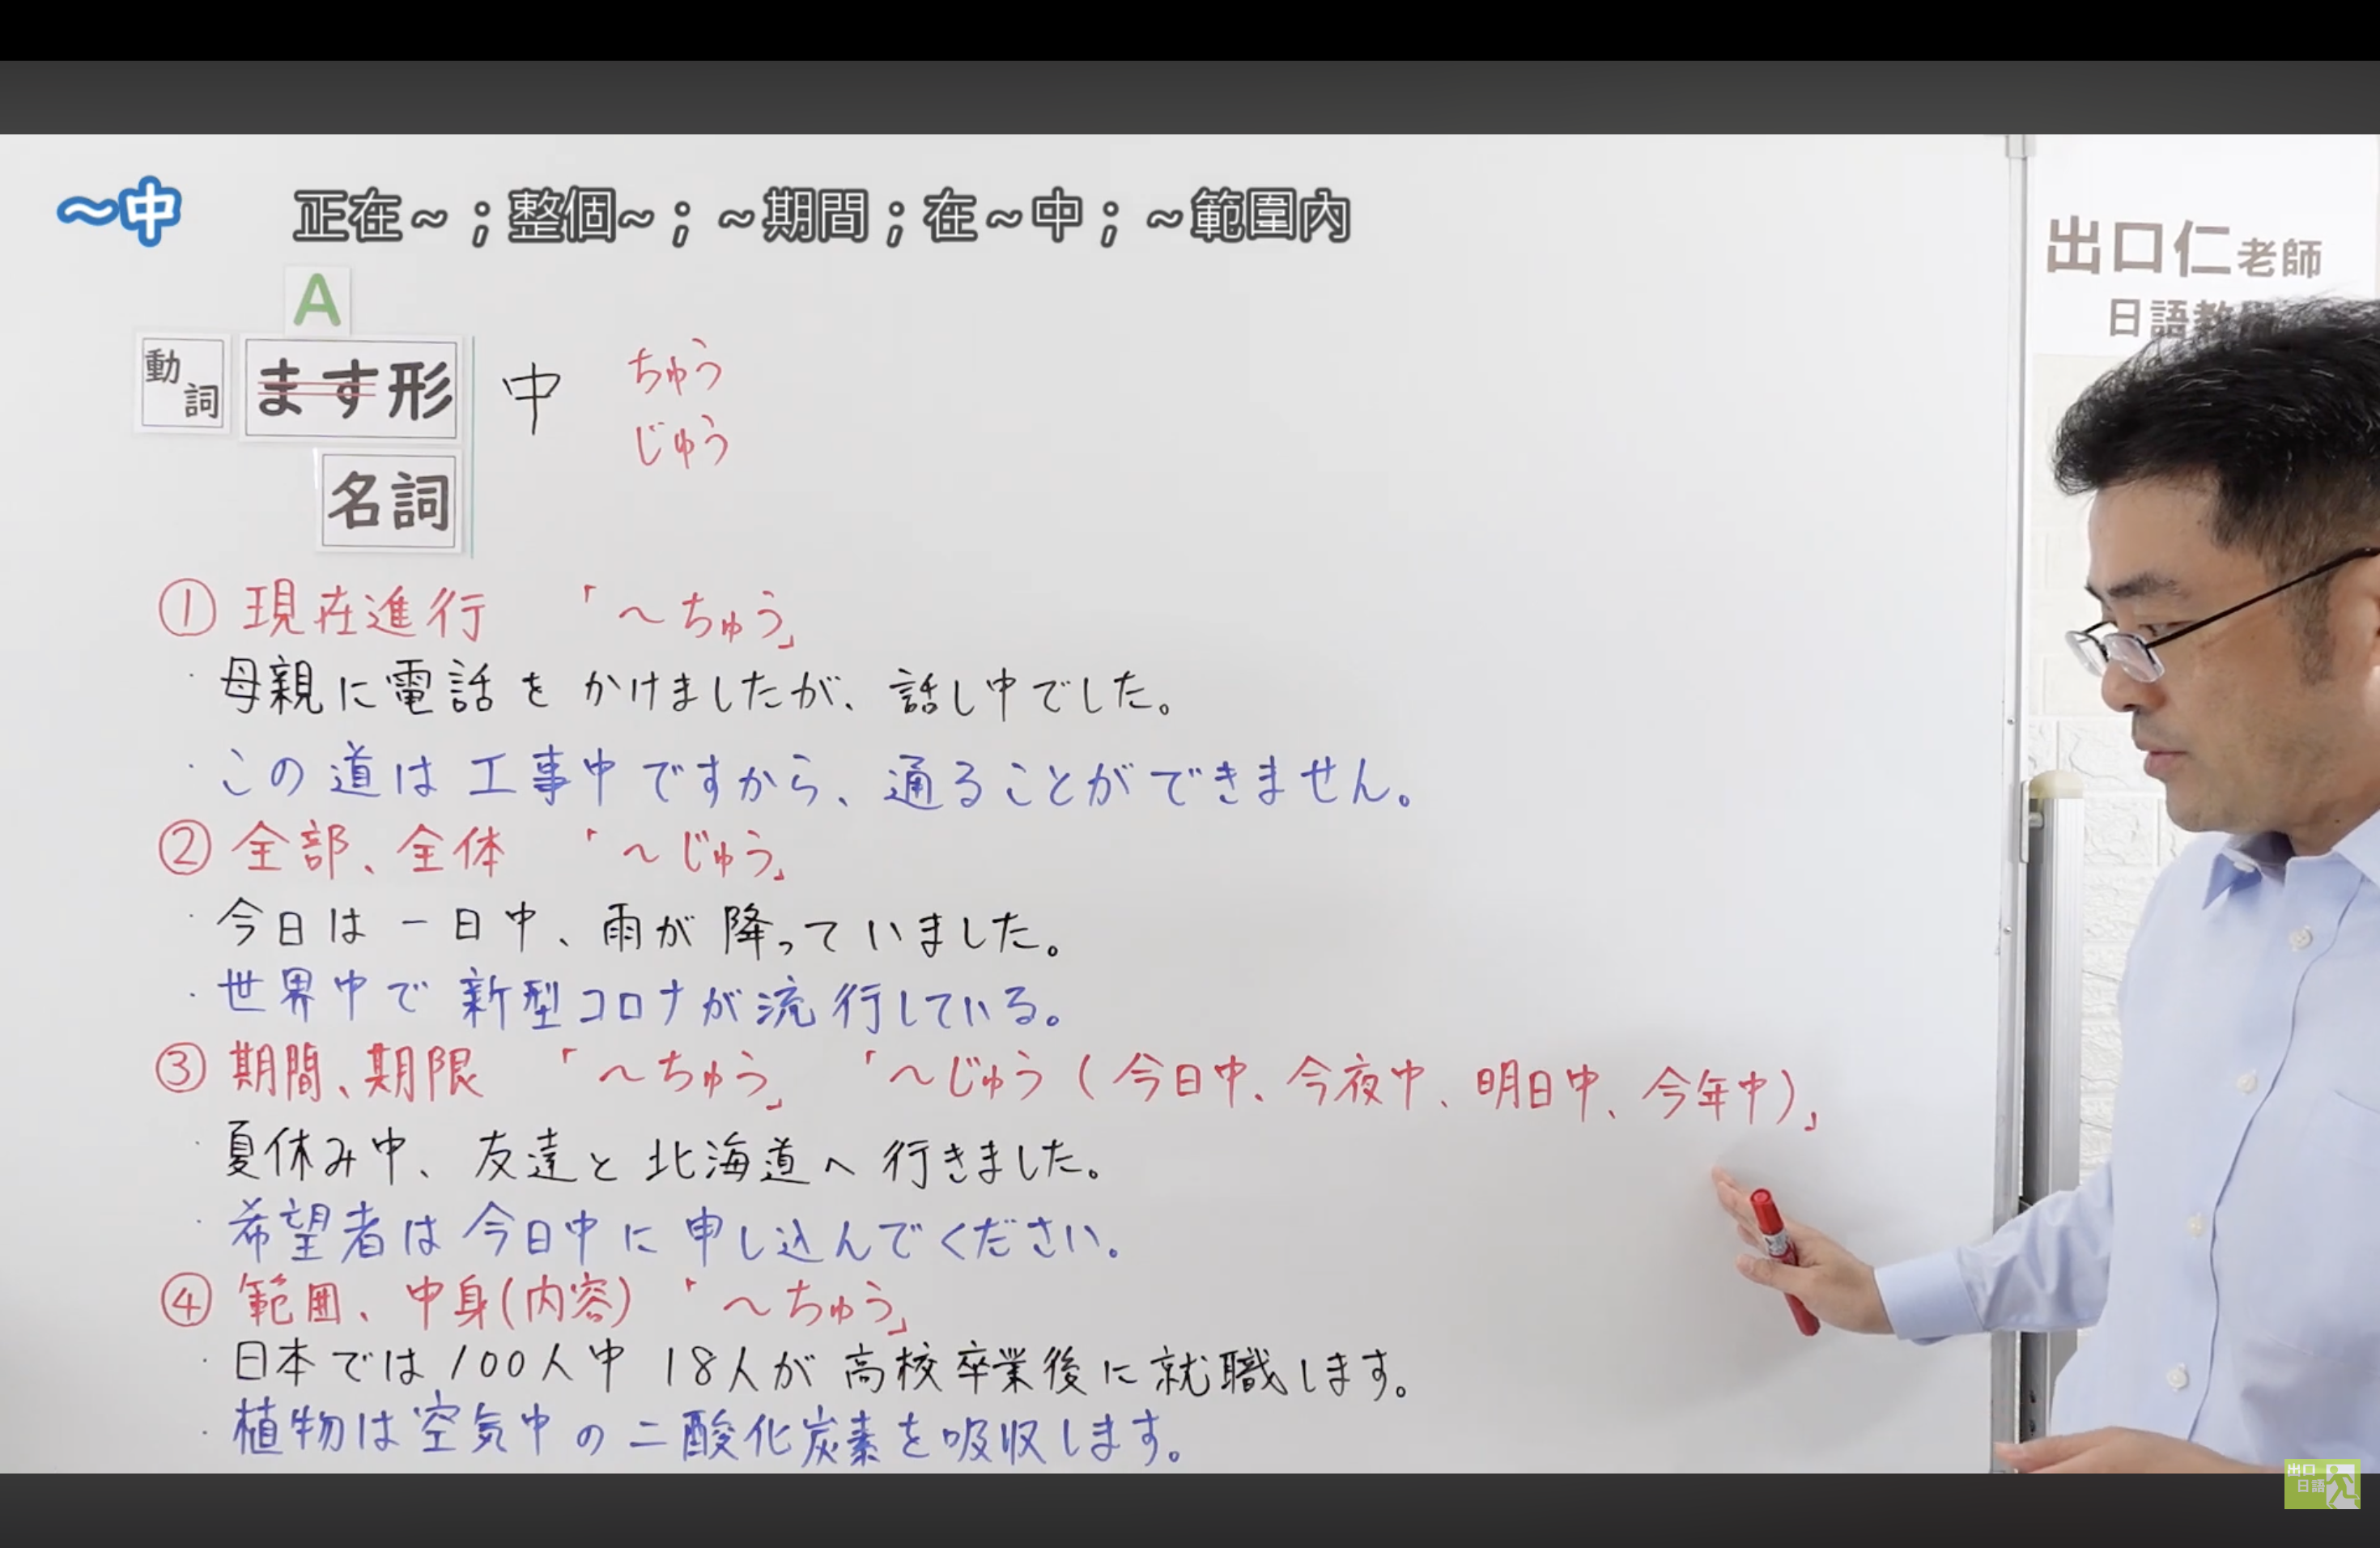 ～中　正在～；整個～；～期間；在～中；～範圍內
A
動詞 ます形 中 ちゅう
じゅう
名詞
① 現在進行 「～ちゅう」
・母親に電話をかけましたが、話し中でした。
・この道は工事中ですから、通ることができません。
② 全部、全体 「～じゅう」
・今日は一日中、雨が降っていました。
・世界中で新型コロナが流行している。
③ 期間、期限 「～ちゅう」 「～じゅう（今日中、今夜中、明日中、今年中）」
・夏休み中、友達と北海道へ行きました。
・希望者は今日中に申し込んでください。
④ 範囲、中身（内容） 「～ちゅう」
・日本では100人中18人が高校卒業後に就職します。
・植物は空気中の二酸化炭素を吸収します。
出口仁老師
日語教
出口
日語